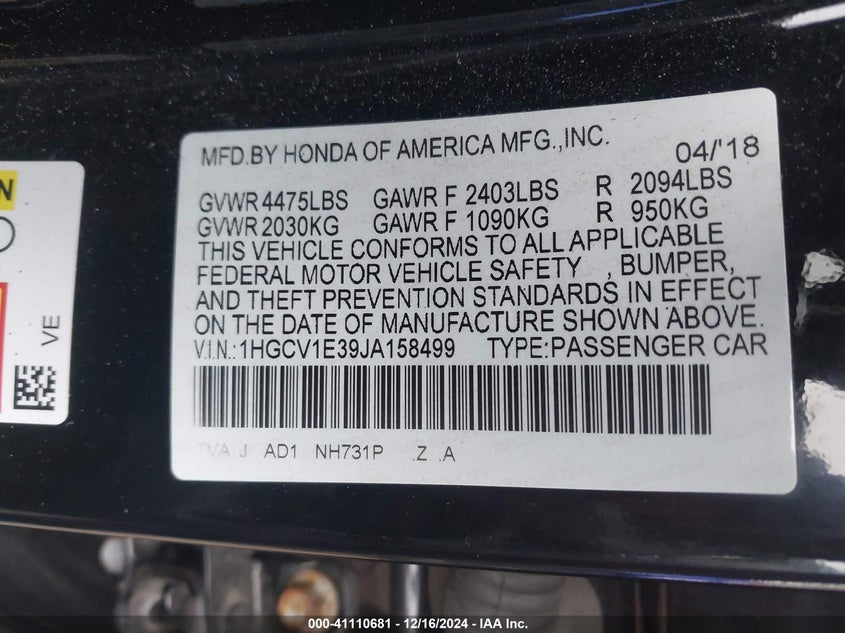 MFD.BY HONDA OF AMERICA MFG.,INC. 04/'18
GVWR 4475LBS GAWR F 2403LBS R 2094LBS
GVWR 2030KG GAWR F 1090KG R 950KG
THIS VEHICLE CONFORMS TO ALL APPLICABLE
FEDERAL MOTOR VEHICLE SAFETY , BUMPER,
AND THEFT PREVENTION STANDARDS IN EFFECT
ON THE DATE OF MANUFACTURE SHOWN ABOVE.
V.I.N.:1HGCV1E39JA158499 TYPE:PASSENGER CAR
TVA J AD1 NH731P .Z .A
VE
000-41110681 - 12/16/2024 - IAA Inc.